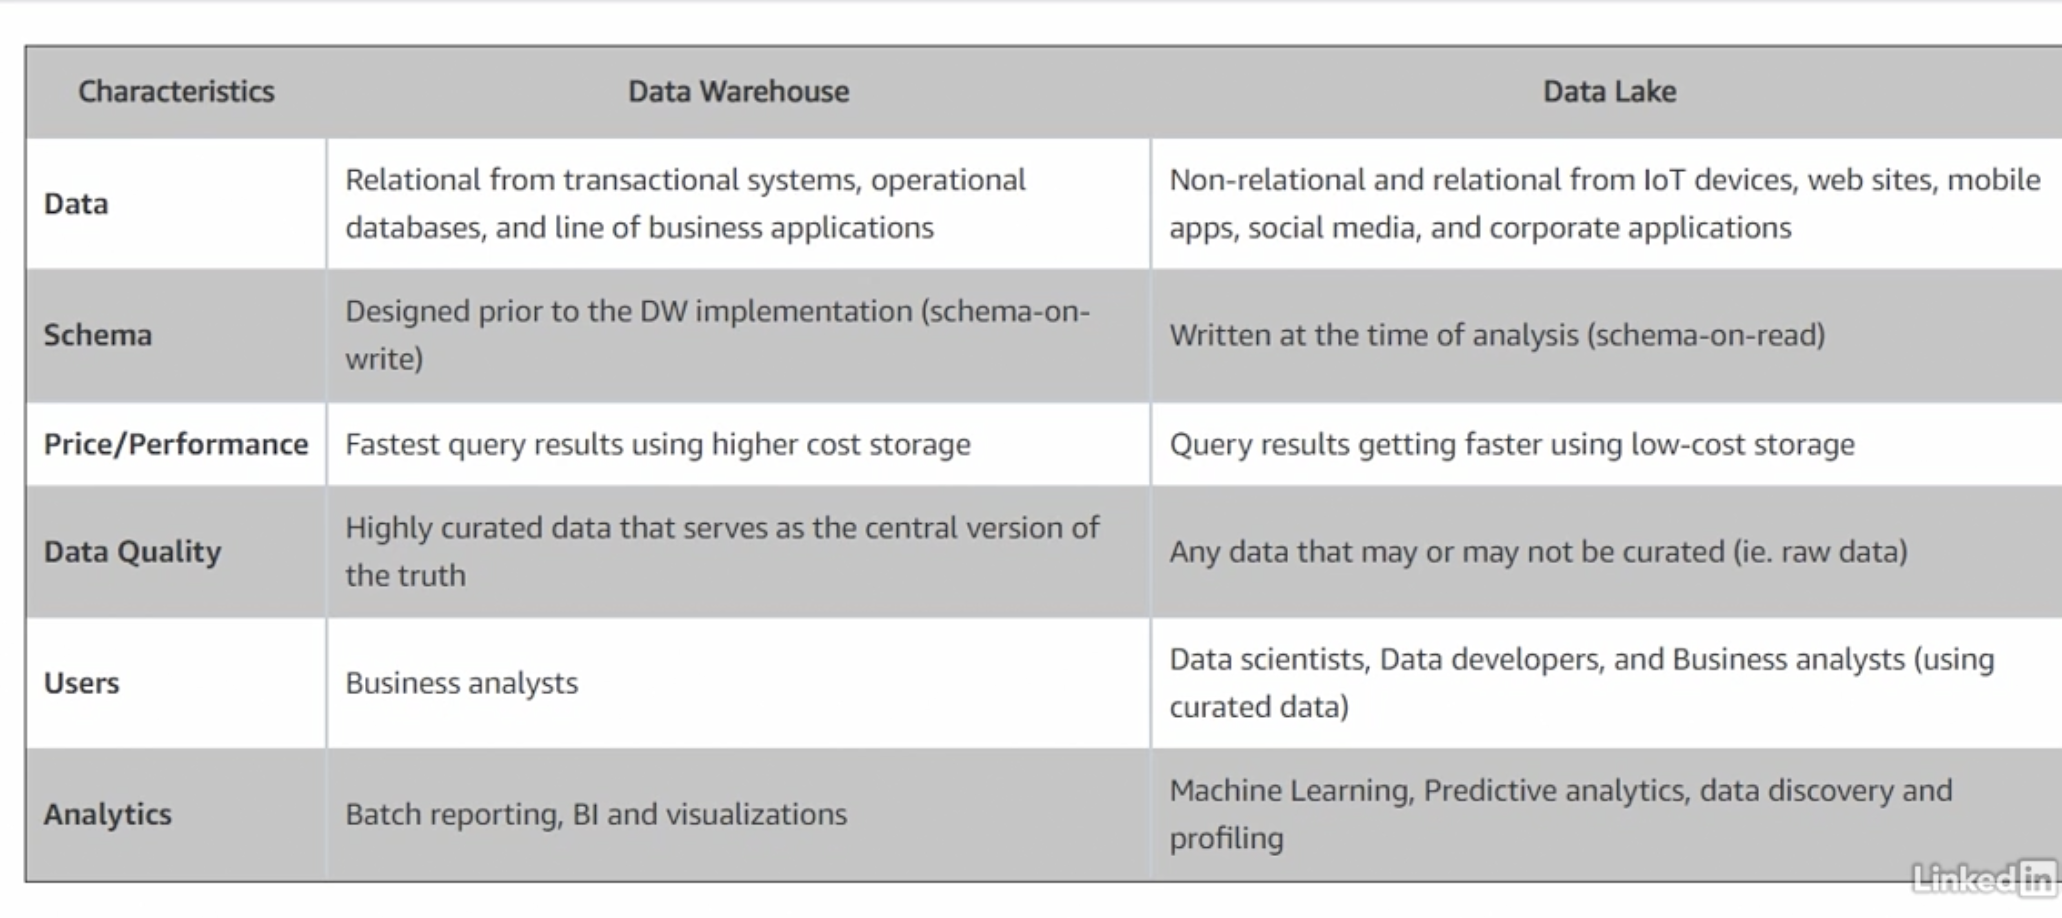 Characteristics
Data Warehouse
Data Lake
Data
Relational from transactional systems, operational
databases, and line of business applications
Non-relational and relational from IoT devices, web sites, mobile
apps, social media, and corporate applications
Schema
Designed prior to the DW implementation (schema-on-
write)
Written at the time of analysis (schema-on-read)
Price/Performance
Fastest query results using higher cost storage
Query results getting faster using low-cost storage
Data Quality
Highly curated data that serves as the central version of
the truth
Any data that may or may not be curated (ie. raw data)
Users
Business analysts
Data scientists, Data developers, and Business analysts (using
curated data)
Analytics
Batch reporting, BI and visualizations
Machine Learning, Predictive analytics, data discovery and
profiling
Linked in